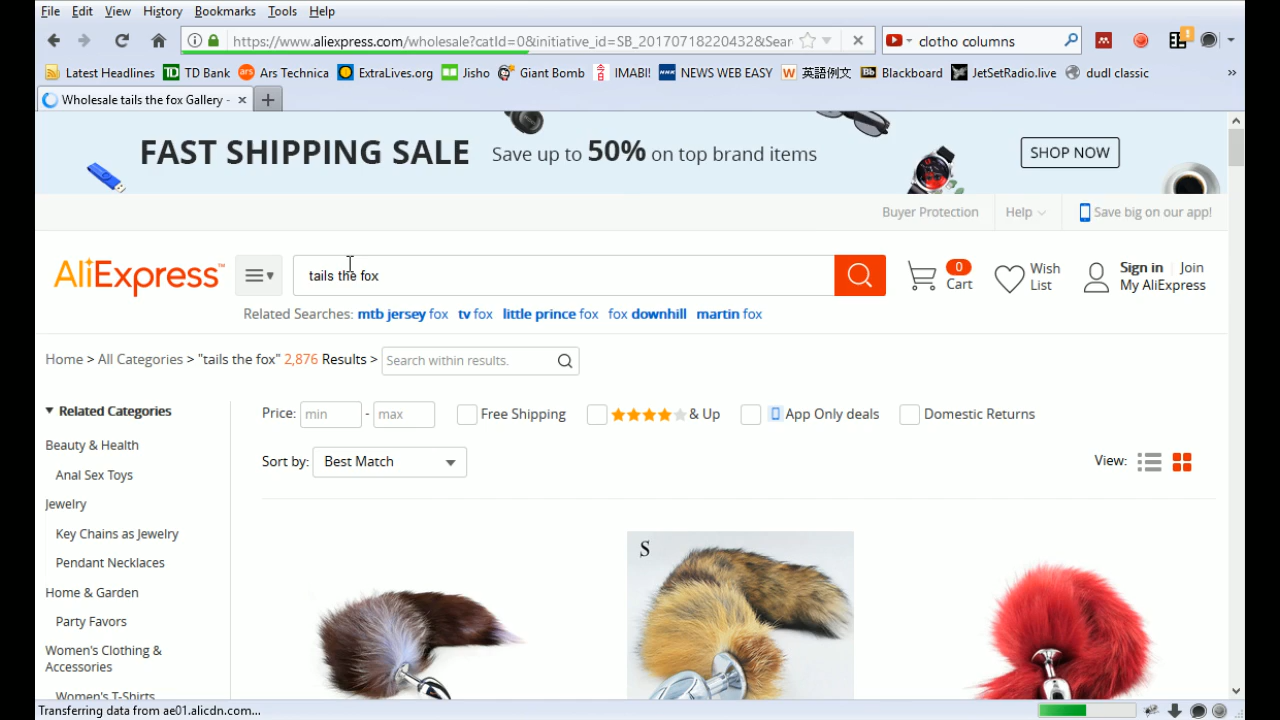 File Edit View History Bookmarks Tools Help
https://www.aliexpress.com/wholesale?catId=0&initiative_id=SB_20170718220432&Sear
clotho columns
Latest Headlines TD Bank Ars Technica ExtraLives.org Jisho Giant Bomb IMABI! NEWS WEB EASY 英語例文 Blackboard JetSetRadio.live dudl classic »
Wholesale tails the fox Gallery -
FAST SHIPPING SALE Save up to 50% on top brand items SHOP NOW
Buyer Protection Help Save big on our app!
AliExpress™ tails the fox 0 Cart Wish List Sign in | Join My AliExpress
Related Searches: mtb jersey fox tv fox little prince fox fox downhill martin fox
Home > All Categories > "tails the fox" 2,876 Results > Search within results.
Related Categories
Price: min - max Free Shipping & Up App Only deals Domestic Returns
Beauty & Health
Sort by: Best Match View:
Anal Sex Toys
Jewelry
Key Chains as Jewelry
S
Pendant Necklaces
Home & Garden
Party Favors
Women's Clothing &
Accessories
Women's T-Shirts
Transferring data from ae01.alicdn.com...